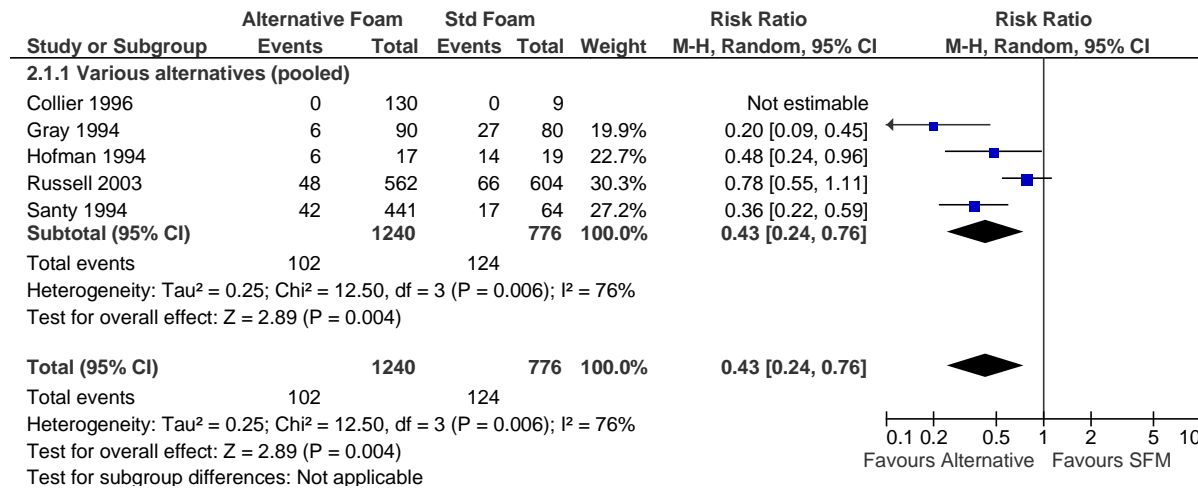 Alternative Foam Std Foam Risk Ratio Risk Ratio
Study or Subgroup Events Total Events Total Weight M-H, Random, 95% CI M-H, Random, 95% CI
2.1.1 Various alternatives (pooled)
Collier 1996 0 130 0 9 Not estimable
Gray 1994 6 90 27 80 19.9% 0.20 [0.09, 0.45]
Hofman 1994 6 17 14 19 22.7% 0.48 [0.24, 0.96]
Russell 2003 48 562 66 604 30.3% 0.78 [0.55, 1.11]
Santy 1994 42 441 17 64 27.2% 0.36 [0.22, 0.59]
Subtotal (95% CI) 1240 776 100.0% 0.43 [0.24, 0.76]
Total events 102 124
Heterogeneity: Tau² = 0.25; Chi² = 12.50, df = 3 (P = 0.006); I² = 76%
Test for overall effect: Z = 2.89 (P = 0.004)
Total (95% CI) 1240 776 100.0% 0.43 [0.24, 0.76]
Total events 102 124
Heterogeneity: Tau² = 0.25; Chi² = 12.50, df = 3 (P = 0.006); I² = 76%
Test for overall effect: Z = 2.89 (P = 0.004)
Test for subgroup differences: Not applicable
0.1 0.2 0.5 1 2 5 10
Favours Alternative Favours SFM